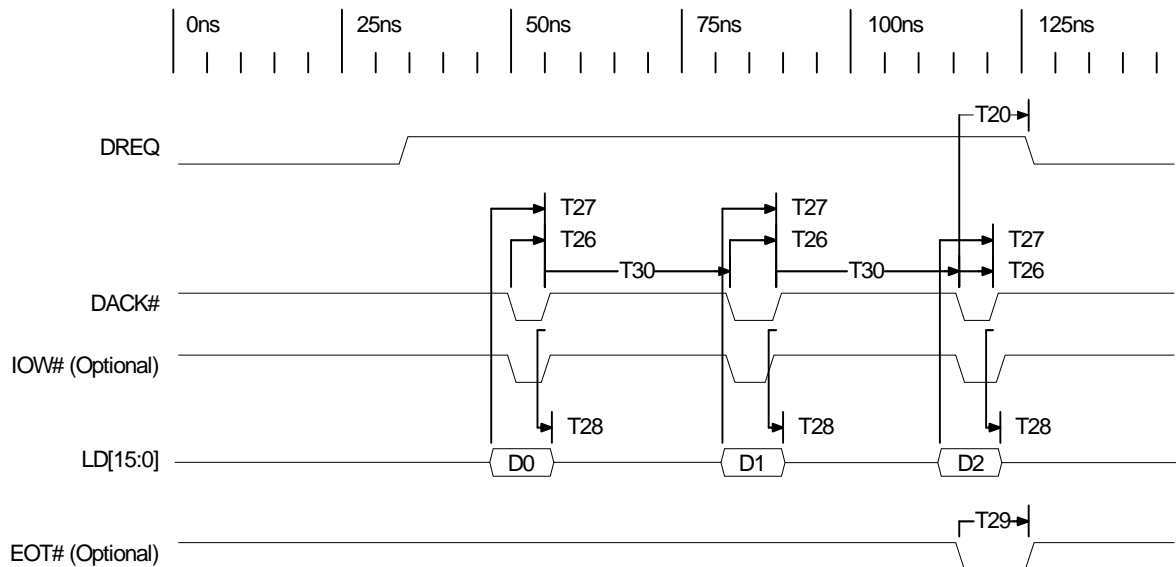 0ns 25ns 50ns 75ns 100ns 125ns
T20
DREQ
T27 T27
T26 T26 T27
T30 T30 T26
DACK#
IOW# (Optional)
T28 T28 T28
LD[15:0] D0 D1 D2
T29
EOT# (Optional)